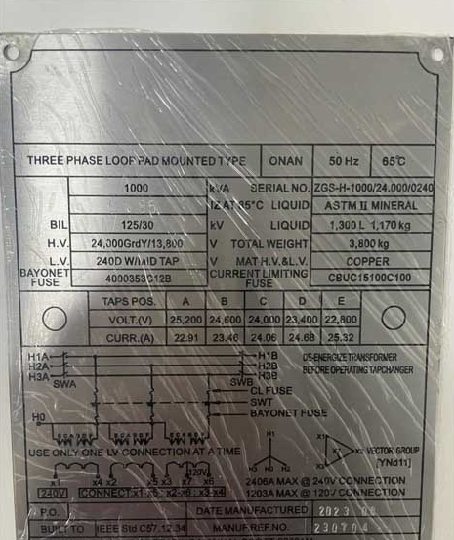 THREE PHASE LOOP PAD MOUNTED TYPE ONAN 50 Hz 65°C
1000 kVA SERIAL NO. ZGS-H-1000/24.000/0240
IZ AT 85°C LIQUID ASTM II MINERAL
BIL 125/30 kV LIQUID 1,300 L 1,170 kg
H.V. 24,000GrdY/13,800 V TOTAL WEIGHT 3,800 kg
L.V. 240D W/MID TAP V MAT H.V.&L.V. COPPER
BAYONET FUSE 4000353C12B CURRENT LIMITING FUSE CBUC15100C100
TAPS POS. A B C D E
VOLT.(V) 25,200 24,600 24,000 23,400 22,800
CURR.(A) 22.91 23.46 24.06 24.68 25.32
H1A H1B DE-ENERGIZE TRANSFORMER
H2A H2B BEFORE OPERATING TAPCHANGER
H3A H3B
SWA SWB
CL FUSE
SWT
BAYONET FUSE
H0
USE ONLY ONE LV CONNECTION AT A TIME
H1
H3 H0 H2
X1
VECTOR GROUP
[YNd11]
120V
X1 X4 X2 X5 X3 X7 X6
240V CONNECT:
2406A MAX @ 240V CONNECTION
1203A MAX @ 120V CONNECTION
P.O. DATE MANUFACTURED 2023
BUILT TO IEEE Std C57.12.34 MANUF.REF.NO. 230704